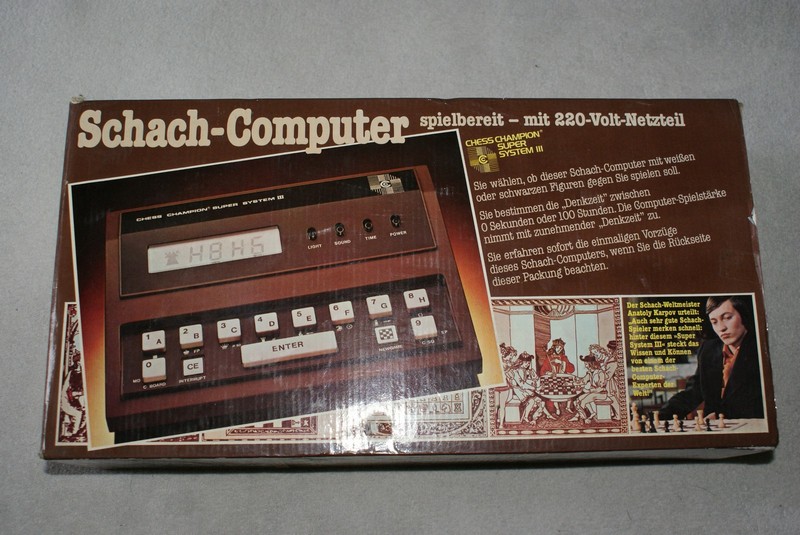 Schach-Computer
spielbereit – mit 220-Volt-Netzteil
CHESS CHAMPION
SUPER
SYSTEM III
Sie wählen, ob dieser Schach-Computer mit weißen
oder schwarzen Figuren gegen Sie spielen soll.
Sie bestimmen die „Denkzeit” zwischen
0 Sekunden oder 100 Stunden. Die Computer-Spielstärke
nimmt mit zunehmender „Denkzeit” zu.
Sie erfahren sofort die einmaligen Vorzüge
dieses Schach-Computers, wenn Sie die Rückseite
dieser Packung beachten.
CHESS CHAMPION SUPER SYSTEM III
H8H6
LIGHT SOUND TIME POWER
1 A 2 B 3 C 4 D 5 E 6 F 7 G 8 H
0 CE ENTER 9
C. BOARD INTERRUPT
Der Schach-Weltmeister
Anatoly Karpov urteilt:
„Auch sehr gute Schach-
Spieler merken schnell:
hinter diesem »Super
System III« steckt das
Wissen und Können
von einem der
besten Schach-
Computer-
Experten der
Welt!”